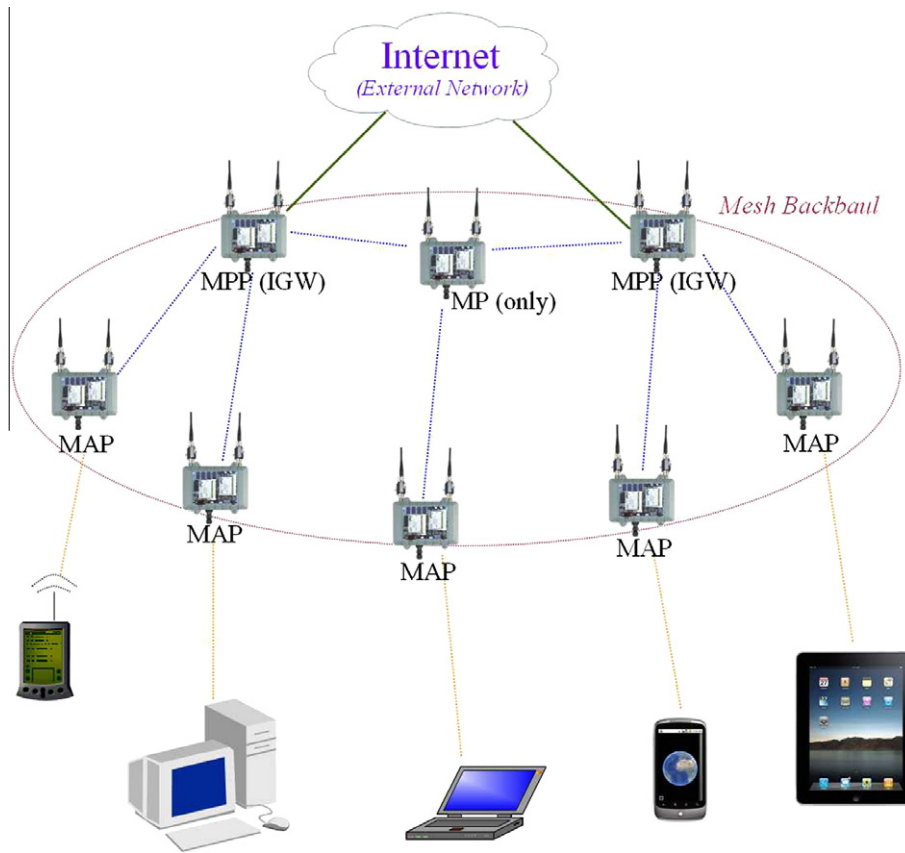 Internet
(External Network)
Mesh Backbaul
MPP (IGW)
MP (only)
MPP (IGW)
MAP
MAP
MAP
MAP
MAP